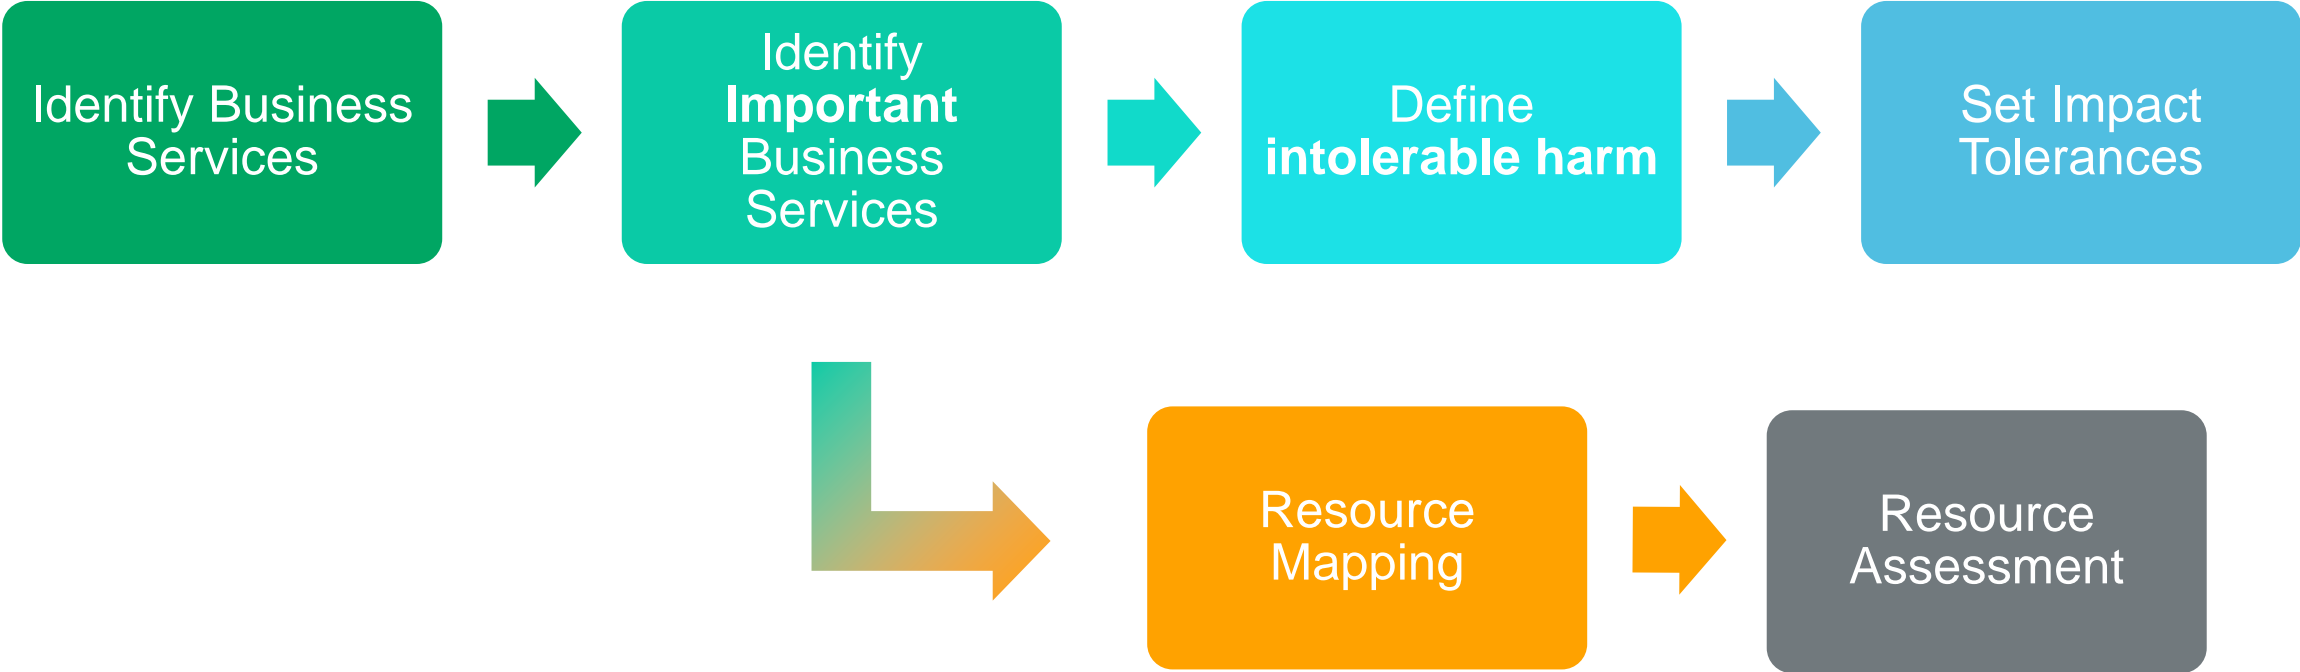 Identify Business
Services
Identify
Important
Business
Services
Define
intolerable harm
Set Impact
Tolerances
Resource
Mapping
Resource
Assessment